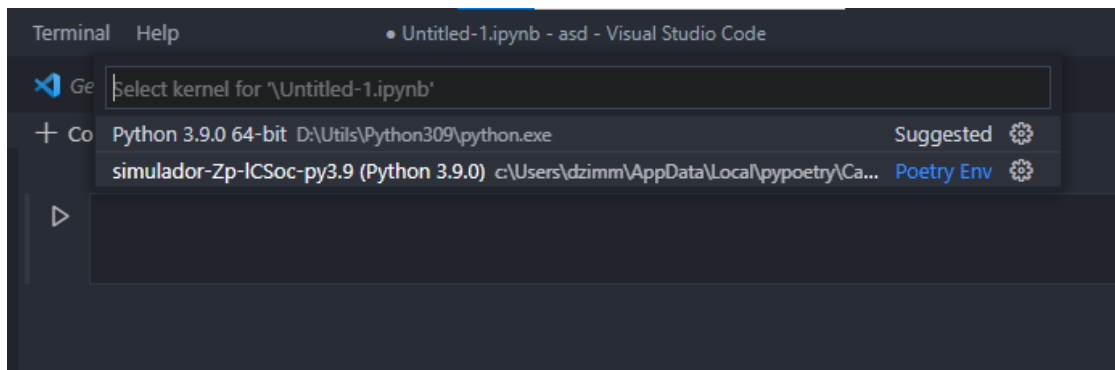 Terminal Help ● Untitled-1.ipynb - asd - Visual Studio Code
Ge
Select kernel for '\Untitled-1.ipynb'
+ Co
Python 3.9.0 64-bit D:\Utils\Python309\python.exe Suggested
simulador-Zp-lCSoc-py3.9 (Python 3.9.0) c:\Users\dzimm\AppData\Local\pypoetry\Ca... Poetry Env